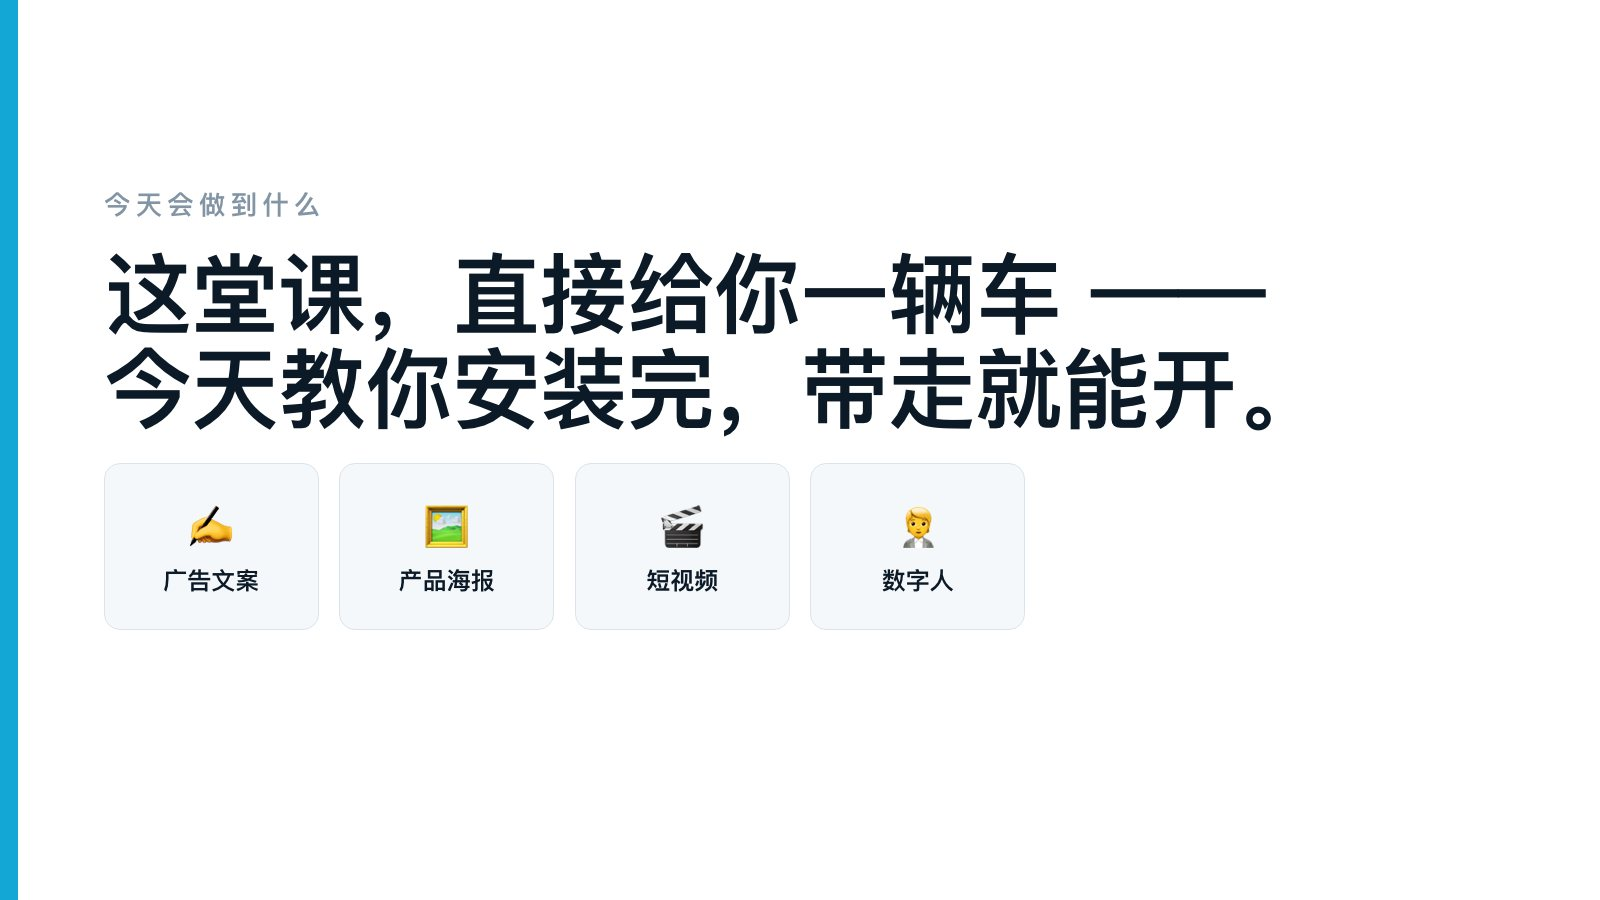 今天会做到什么
这堂课，直接给你一辆车 ——
今天教你安装完，带走就能开。
广告文案
产品海报
短视频
数字人